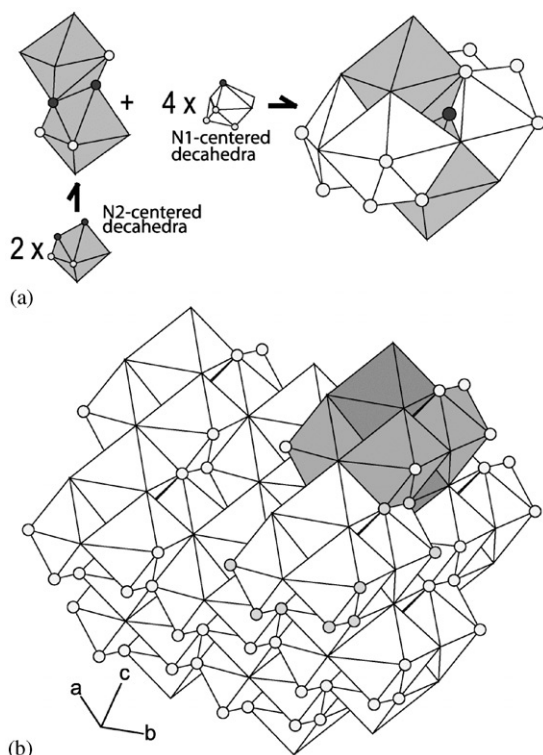 + 4 x
N1-centered
decahedra
N2-centered
decahedra
2 x
(a)
a
c
b
(b)